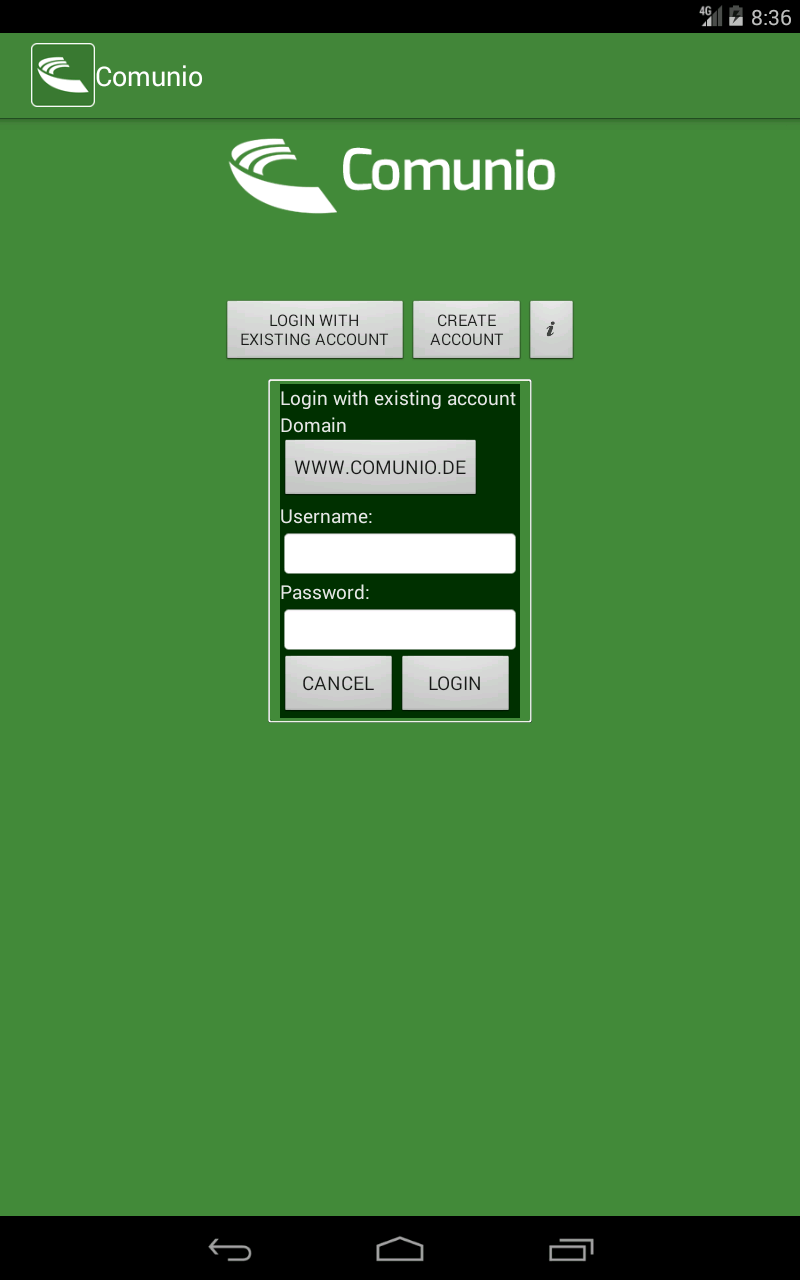 4G 8:36
Comunio
Comunio
LOGIN WITH
EXISTING ACCOUNT
CREATE
ACCOUNT
i
Login with existing account
Domain
WWW.COMUNIO.DE
Username:
Password:
CANCEL
LOGIN